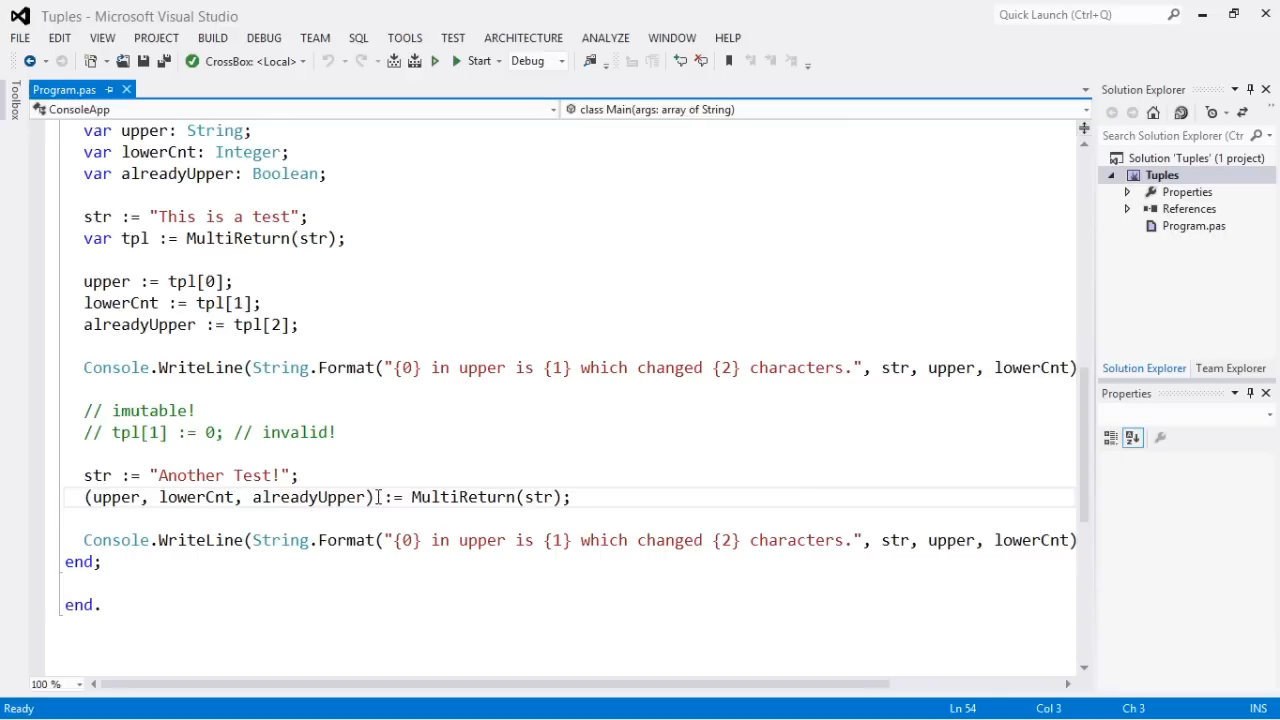 Tuples - Microsoft Visual Studio
Quick Launch (Ctrl+Q)
FILE EDIT VIEW PROJECT BUILD DEBUG TEAM SQL TOOLS TEST ARCHITECTURE ANALYZE WINDOW HELP
CrossBox: <Local> Start Debug
Toolbox
Program.pas
ConsoleApp
class Main(args: array of String)
var upper: String;
var lowerCnt: Integer;
var alreadyUpper: Boolean;
str := "This is a test";
var tpl := MultiReturn(str);
upper := tpl[0];
lowerCnt := tpl[1];
alreadyUpper := tpl[2];
Console.WriteLine(String.Format("{0} in upper is {1} which changed {2} characters.", str, upper, lowerCnt)
// imutable!
// tpl[1] := 0; // invalid!
str := "Another Test!";
(upper, lowerCnt, alreadyUpper) := MultiReturn(str);
Console.WriteLine(String.Format("{0} in upper is {1} which changed {2} characters.", str, upper, lowerCnt)
end;
end.
100 %
Solution Explorer
Search Solution Explorer (Ctr
Solution 'Tuples' (1 project)
Tuples
Properties
References
Program.pas
Solution Explorer Team Explorer
Properties
Ready Ln 54 Col 3 Ch 3 INS